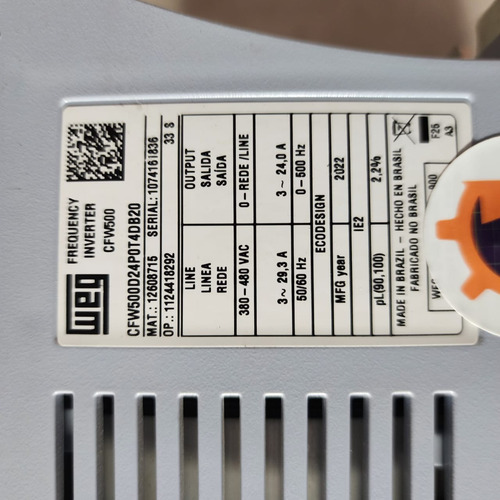 weg
FREQUENCY
INVERTER
CFW500
CFW500D24P0T4DB20
MAT.: 12608715 SERIAL:
OP.: 1124418292 33 S
LINE OUTPUT
LINEA SALIDA
REDE SAÍDA
380-480 VAC 0-REDE /LINE
3~ 29,3 A 3~ 24,0 A
50/60 Hz 0-500 Hz
ECODESIGN
MFG year 2022
IE2
pL(90,100) 2,2%
MADE IN BRAZIL - HECHO EN BRASIL
FABRICADO NO BRASIL
F25
A3
900